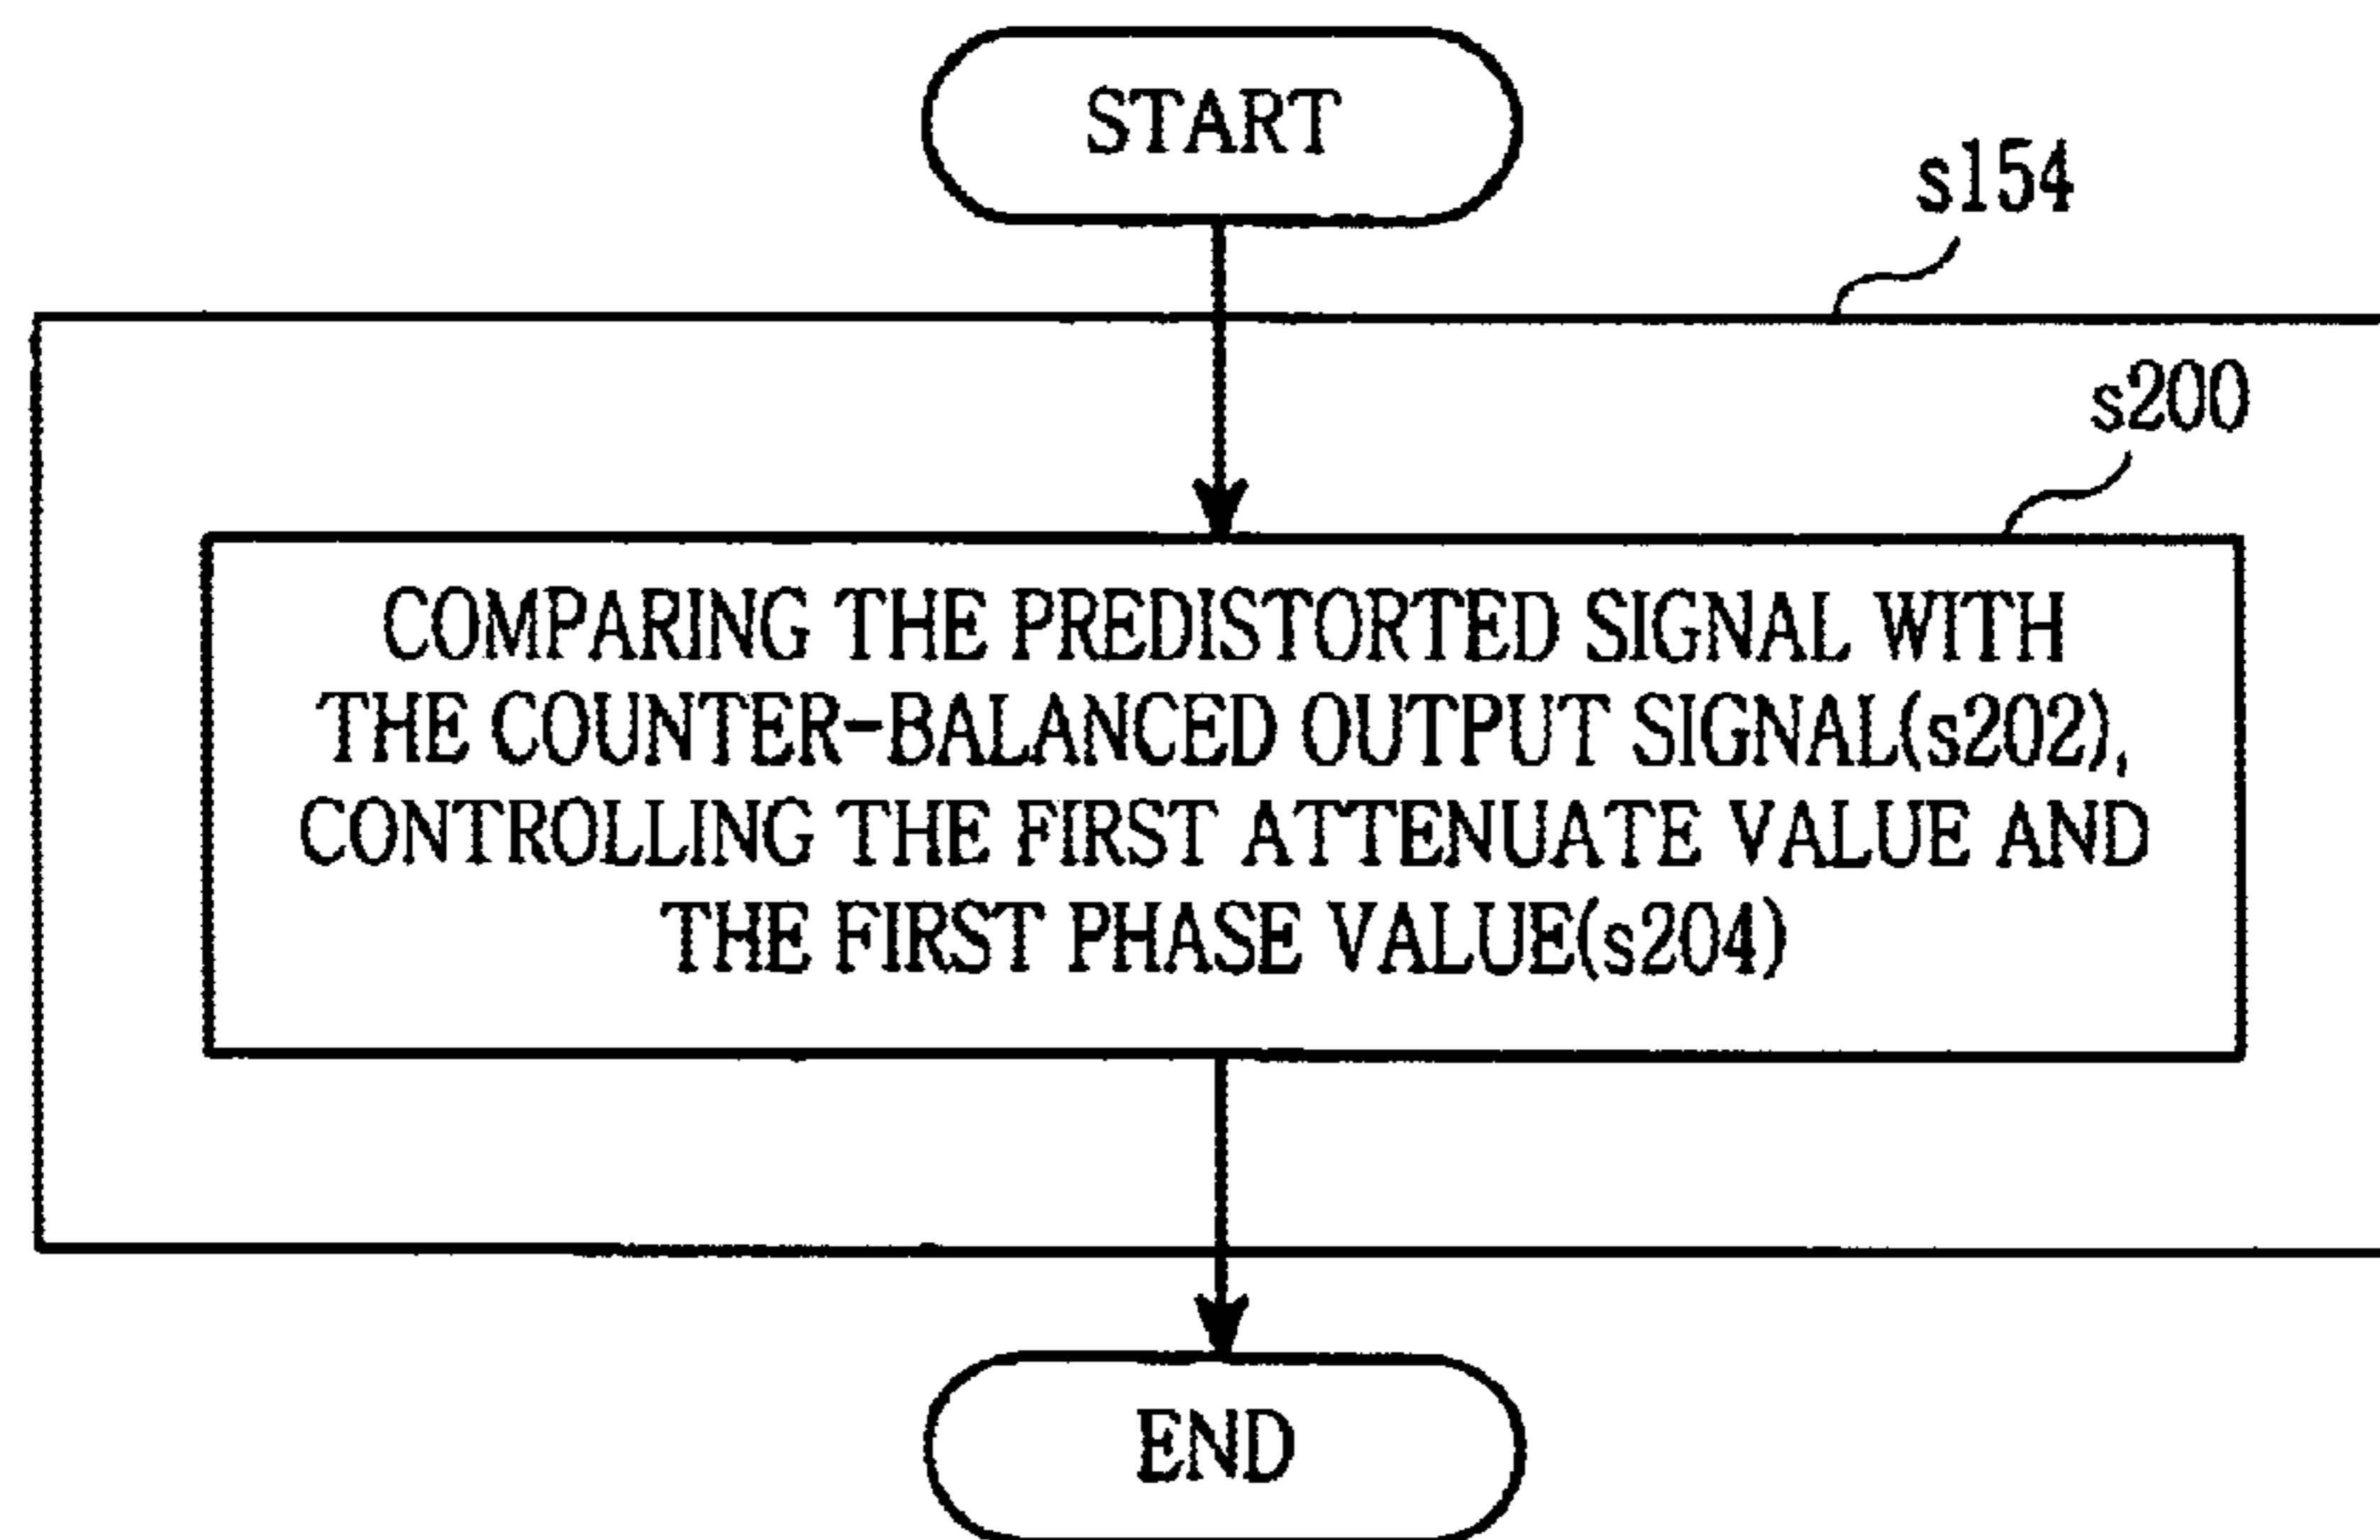 START
s154
s200
COMPARING THE PREDISTORTED SIGNAL WITH
THE COUNTER-BALANCED OUTPUT SIGNAL(s202),
CONTROLLING THE FIRST ATTENUATE VALUE AND
THE FIRST PHASE VALUE(s204)
END